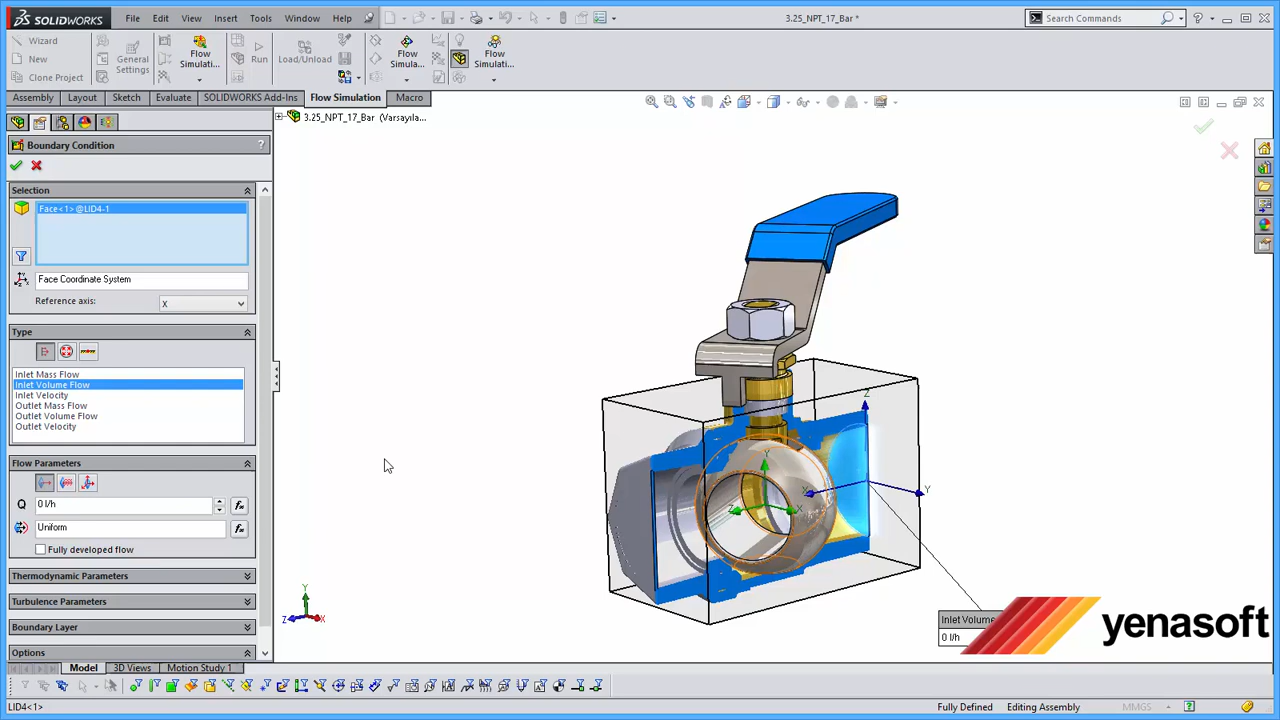 SOLIDWORKS
File Edit View Insert Tools Window Help
3.25_NPT_17_Bar *
Search Commands
Wizard
New
Clone Project
General Settings
Flow Simulati...
Run
Load/Unload
Flow Simula...
Flow Simulati...
Assembly Layout Sketch Evaluate SOLIDWORKS Add-Ins Flow Simulation Macro
3.25_NPT_17_Bar (Varsayıla...
Boundary Condition
?
Selection
Face<1> @LID4-1
Face Coordinate System
Reference axis: X
Type
Inlet Mass Flow
Inlet Volume Flow
Inlet Velocity
Outlet Mass Flow
Outlet Volume Flow
Outlet Velocity
Flow Parameters
Q 0 l/h
Uniform
Fully developed flow
Thermodynamic Parameters
Turbulence Parameters
Boundary Layer
Options
Z
Y
X
Y
Z
X
Y
Z
X
Inlet Volume
0 l/h
yenasoft
Model 3D Views Motion Study 1
LID4<1>
Fully Defined Editing Assembly MMGS